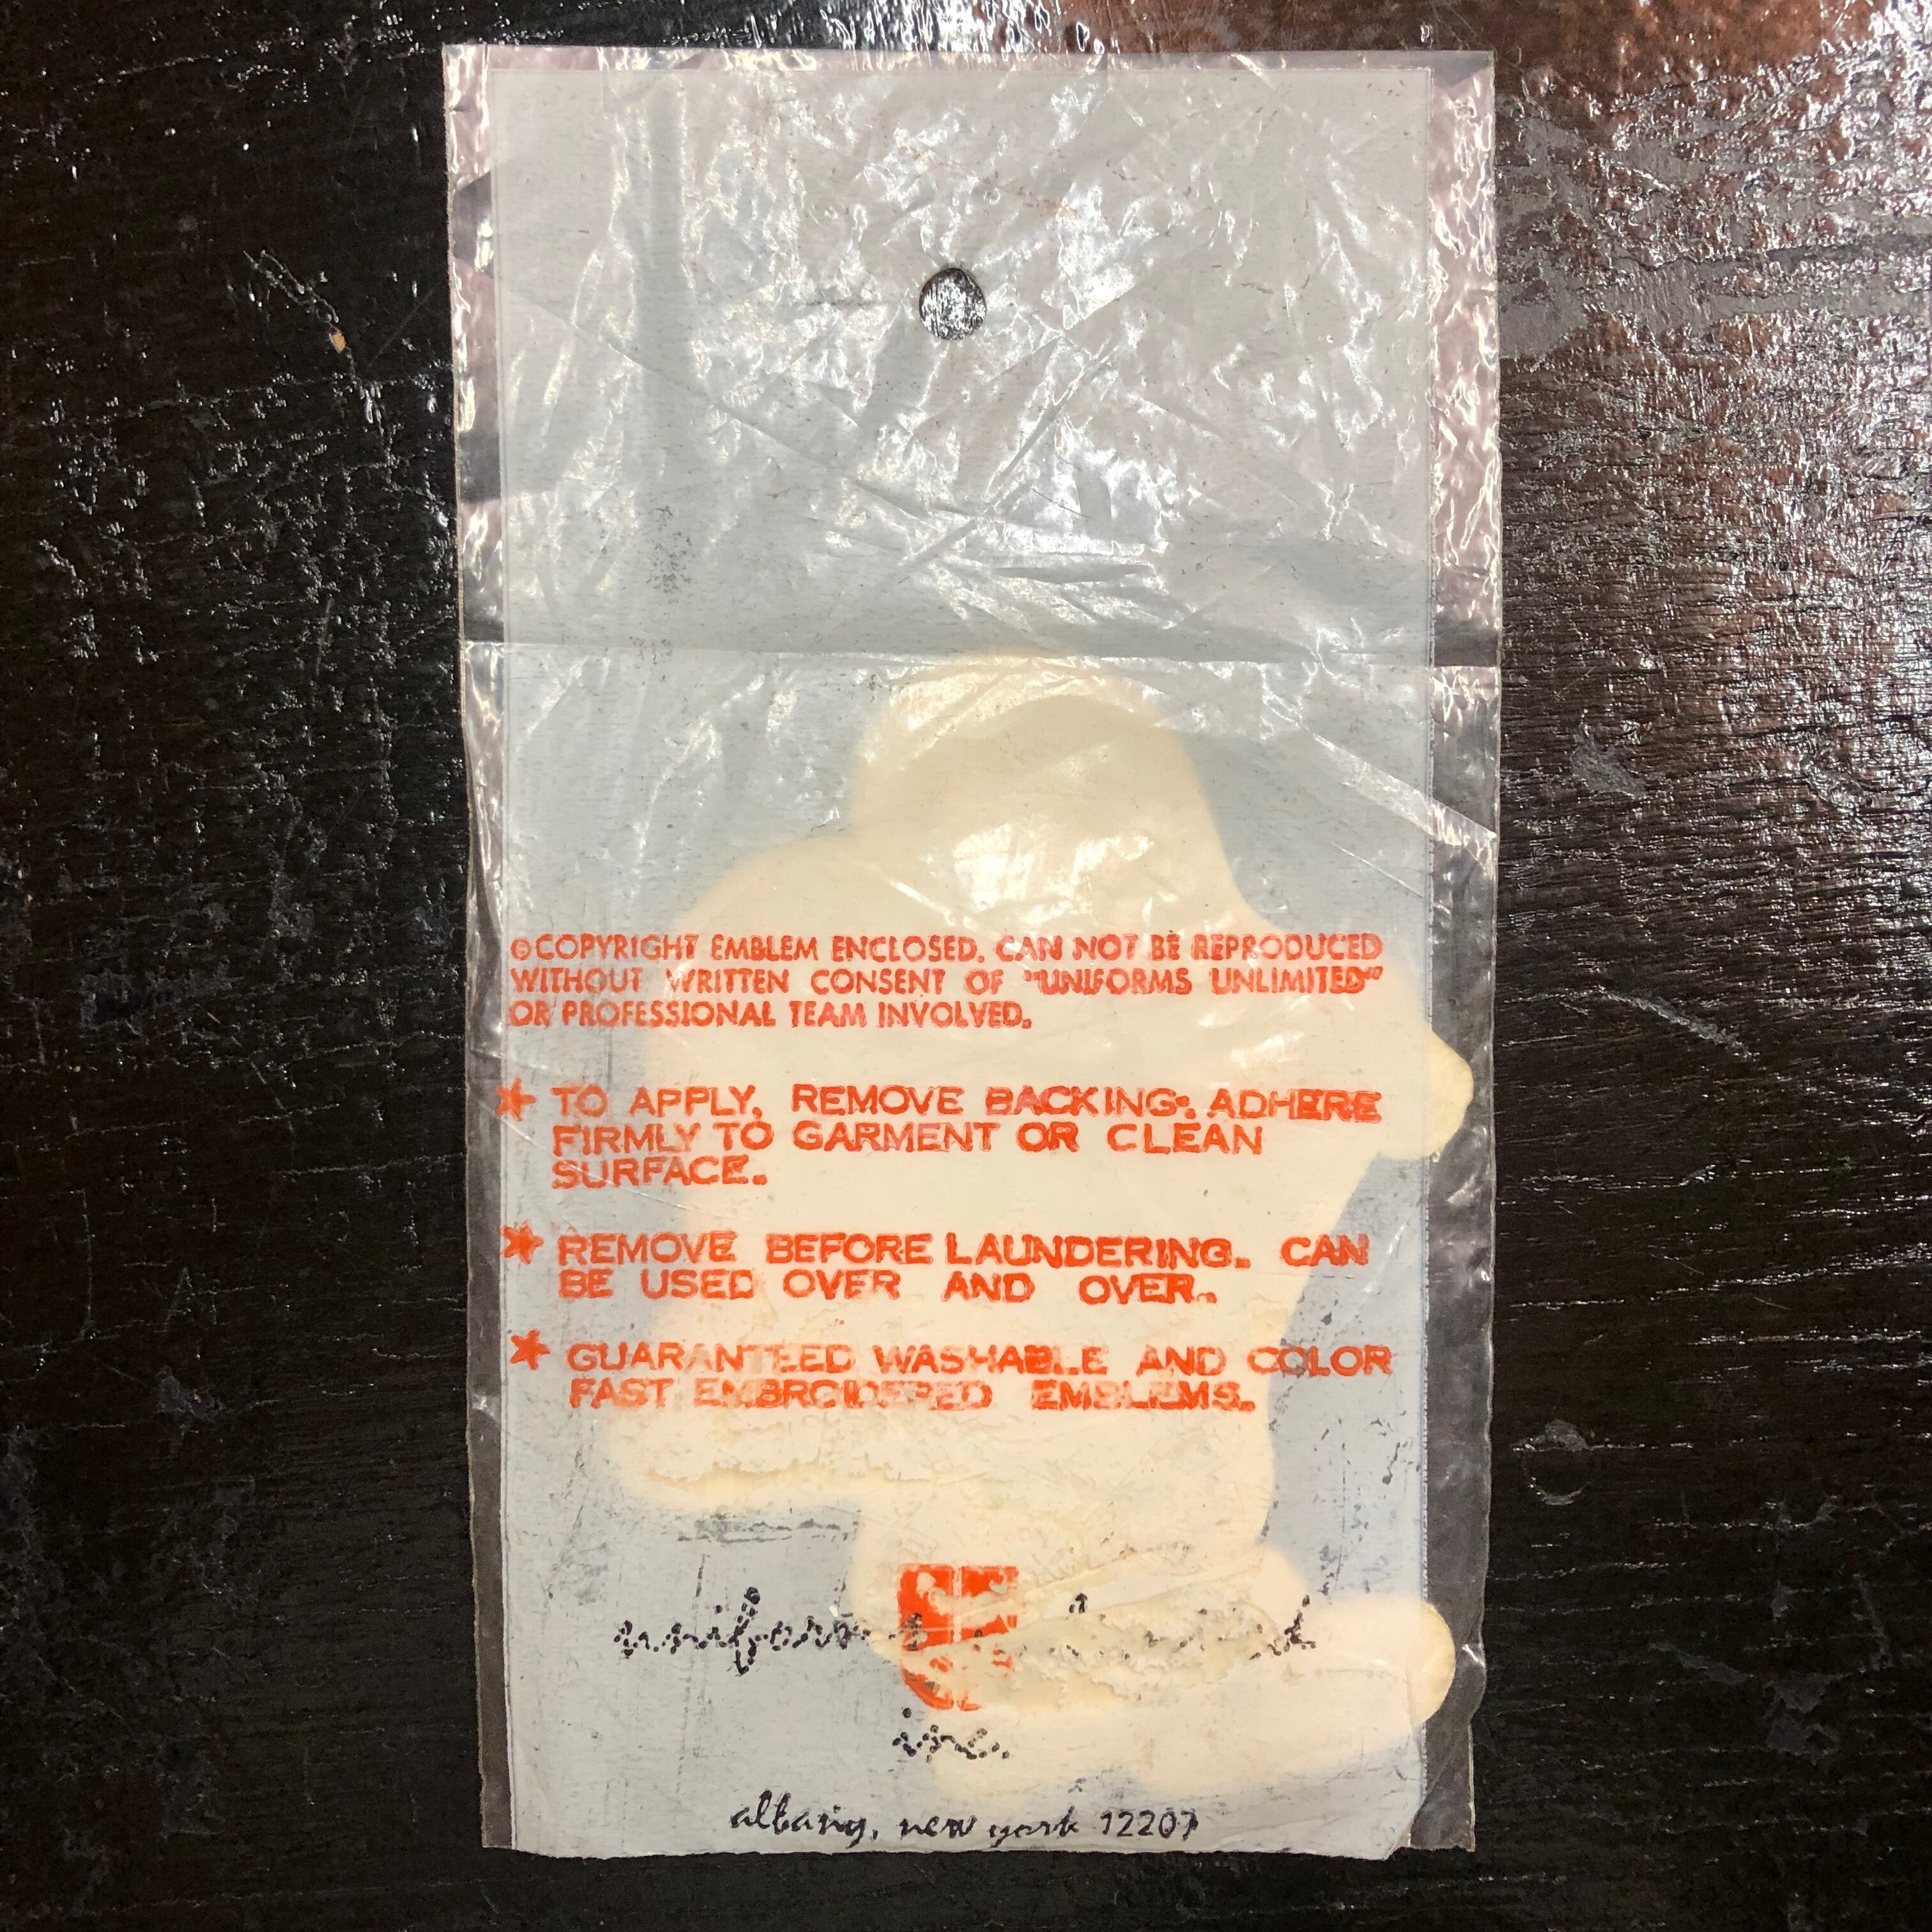 ©COPYRIGHT EMBLEM ENCLOSED. CAN NOT BE REPRODUCED
WITHOUT WRITTEN CONSENT OF "UNIFORMS UNLIMITED"
OR PROFESSIONAL TEAM INVOLVED.
★ TO APPLY, REMOVE BACKING. ADHERE
FIRMLY TO GARMENT OR CLEAN
SURFACE.
★ REMOVE BEFORE LAUNDERING. CAN
BE USED OVER AND OVER.
★ GUARANTEED WASHABLE AND COLOR
FAST EMBROIDERED EMBLEMS.
uniforms
inc.
albany, new york 12207